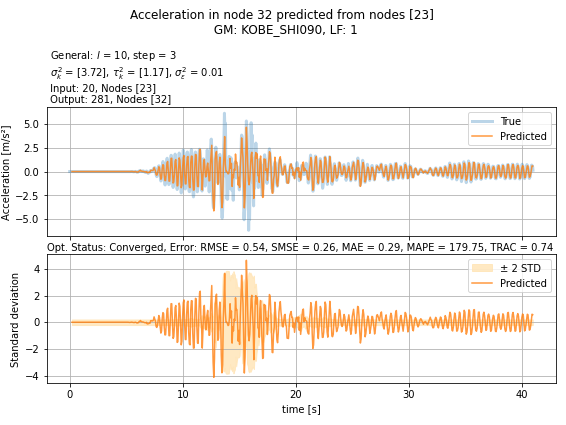 Acceleration in node 32 predicted from nodes [23]
GM: KOBE_SHI090, LF: 1
General: l = 10, step = 3
σ²ₖ = [3.72], τ²ₖ = [1.17], σ²ε = 0.01
Input: 20, Nodes [23]
Output: 281, Nodes [32]
Acceleration [m/s²]
5.0
2.5
0.0
−2.5
−5.0
True
Predicted
Opt. Status: Converged, Error: RMSE = 0.54, SMSE = 0.26, MAE = 0.29, MAPE = 179.75, TRAC = 0.74
Standard deviation
4
2
0
−2
−4
± 2 STD
Predicted
0 10 20 30 40
time [s]